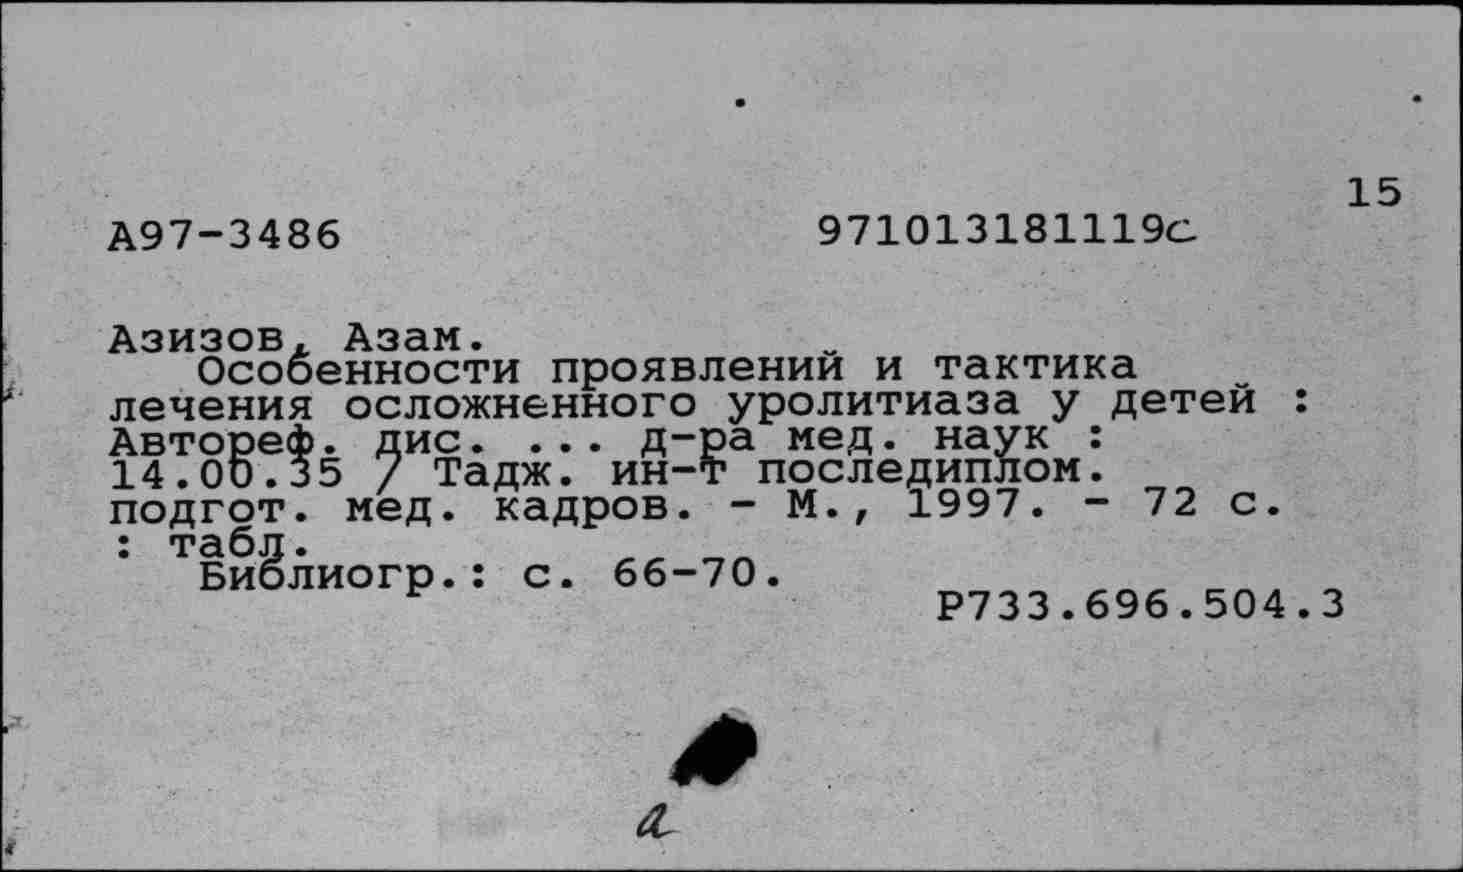 15
А97-3486 971013181119с
Азизов, Азам.
Особенности проявлений и тактика
лечения осложненного уролитиаза у детей :
Автореф. дис. ... д-ра мед. наук :
14.00.35 / Тадж. ин-т последиплом.
подгот. мед. кадров. - М., 1997. - 72 с.
: табл.
Библиогр.: с. 66-70.
Р733.696.504.3
а